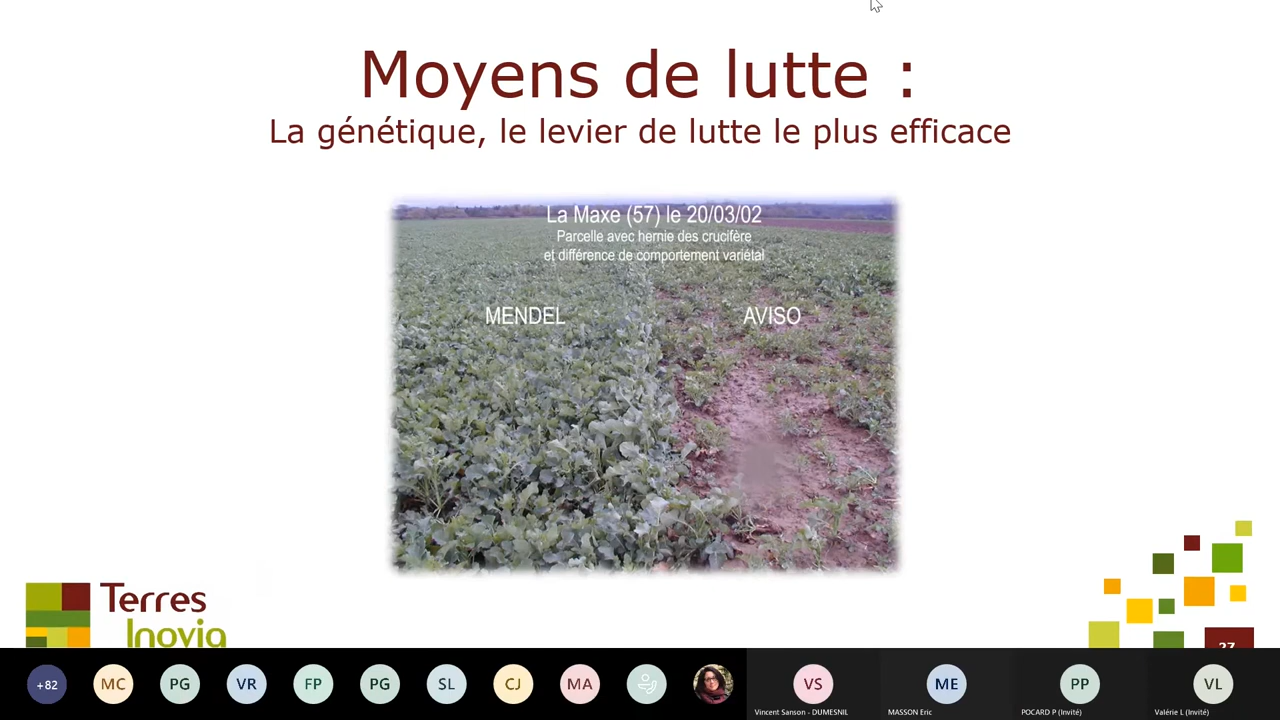 Moyens de lutte :
La génétique, le levier de lutte le plus efficace
La Maxe (57) le 20/03/02
Parcelle avec hernie des crucifère
et différence de comportement variétal
MENDEL
AVISO
Terres
Inovia
27
+82
MC
PG
VR
FP
PG
SL
CJ
MA
VS
ME
PP
VL
Vincent Sanson - DUMESNIL
MASSON Eric
POCARD P (Invité)
Valérie L (Invité)